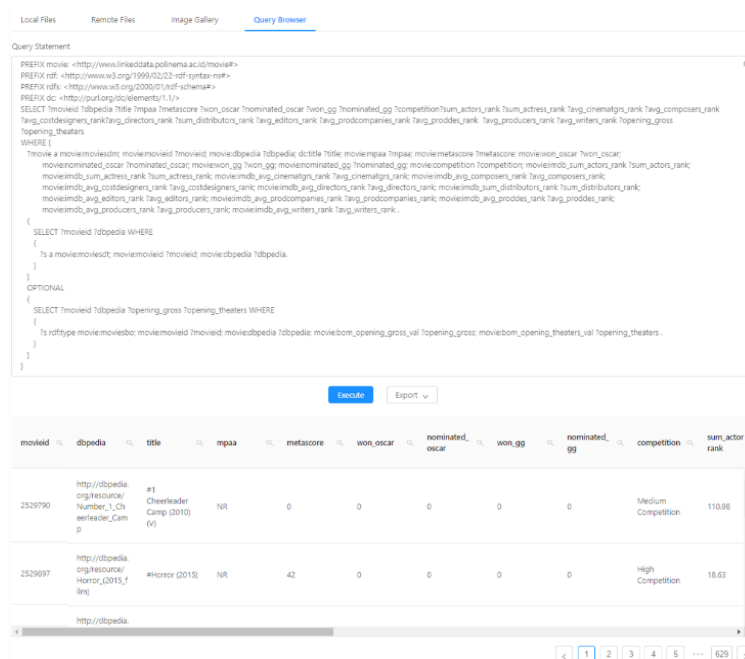 Local Files Remote Files Image Gallery Query Browser
Query Statement
PREFIX movie: <http://www.linkeddata.polinema.ac.id/movie#>
PREFIX rdf: <http://www.w3.org/1999/02/22-rdf-syntax-ns#>
PREFIX rdfs: <http://www.w3.org/2000/01/rdf-schema#>
PREFIX dc: <http://purl.org/dc/elements/1.1/>
SELECT ?movieid ?dbpedia ?title ?mpaa ?metascore ?won_oscar ?nominated_oscar ?won_gg ?nominated_gg ?competition?sum_actors_rank ?sum_actress_rank ?avg_cinematgrs_rank ?avg_composers_rank
?avg_costdesigners_rank?avg_directors_rank ?sum_distributors_rank ?avg_editors_rank ?avg_prodcompanies_rank ?avg_proddes_rank ?avg_producers_rank ?avg_writers_rank ?opening_gross
?opening_theaters
WHERE {
?movie a movie:moviesdm; movie:movieid ?movieid; movie:dbpedia ?dbpedia; dc:title ?title; movie:mpaa ?mpaa; movie:metascore ?metascore; movie:won_oscar ?won_oscar;
movie:nominated_oscar ?nominated_oscar; movie:won_gg ?won_gg; movie:nominated_gg ?nominated_gg; movie:competition ?competition; movie:imdb_sum_actors_rank ?sum_actors_rank;
movie:imdb_sum_actress_rank ?sum_actress_rank; movie:imdb_avg_cinematgrs_rank ?avg_cinematgrs_rank; movie:imdb_avg_composers_rank ?avg_composers_rank;
movie:imdb_avg_costdesigners_rank ?avg_costdesigners_rank; movie:imdb_avg_directors_rank ?avg_directors_rank; movie:imdb_sum_distributors_rank ?sum_distributors_rank;
movie:imdb_avg_editors_rank ?avg_editors_rank; movie:imdb_avg_prodcompanies_rank ?avg_prodcompanies_rank; movie:imdb_avg_proddes_rank ?avg_proddes_rank;
movie:imdb_avg_producers_rank ?avg_producers_rank; movie:imdb_avg_writers_rank ?avg_writers_rank .
{
SELECT ?movieid ?dbpedia WHERE
{
?s a movie:moviesdt; movie:movieid ?movieid; movie:dbpedia ?dbpedia.
}
}
OPTIONAL
{
SELECT ?movieid ?dbpedia ?opening_gross ?opening_theaters WHERE
{
?s rdf:type movie:moviesbo; movie:movieid ?movieid; movie:dbpedia ?dbpedia; movie:bom_opening_gross_val ?opening_gross; movie:bom_opening_theaters_val ?opening_theaters .
}
}
}
Execute Export
movieid dbpedia title mpaa metascore won_oscar nominated_ won_gg nominated_ competition sum_actor
oscar gg rank
http://dbpedia.
org/resource/ #1
2529790 Number_1_Ch Cheerleader NR 0 0 0 0 0 Medium 110.98
eerleader_Cam Camp (2010) Competition
p (V)
http://dbpedia.
2529897 org/resource/ #Horror (2015) NR 42 0 0 0 0 High 18.63
Horror_(2015_f Competition
ilm)
http://dbpedia.
< 1 2 3 4 5 ··· 629 >